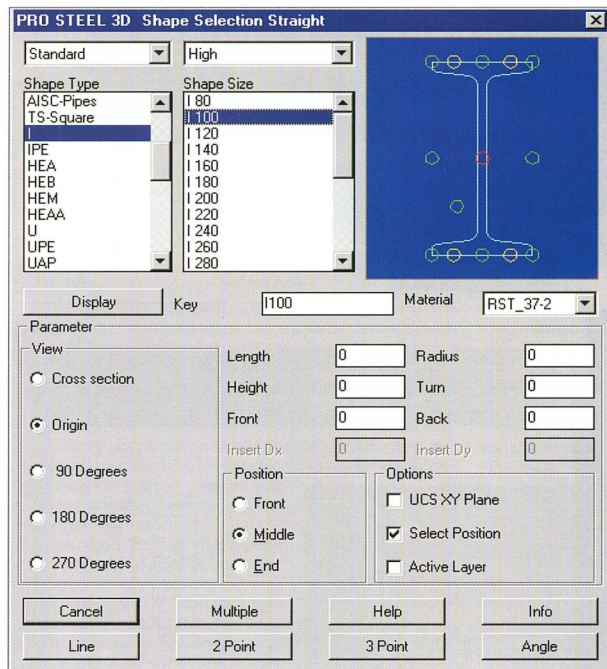 PRO STEEL 3D Shape Selection Straight
Standard High
Shape Type Shape Size
AISC-Pipes I 80
TS-Square I 100
I I 120
IPE I 140
HEA I 160
HEB I 180
HEM I 200
HEAA I 220
U I 240
UPE I 260
UAP I 280
Display Key I100 Material RST_37-2
Parameter
View
Cross section
Origin
90 Degrees
180 Degrees
270 Degrees
Length 0 Radius 0
Height 0 Turn 0
Front 0 Back 0
Insert Dx 0 Insert Dy 0
Position
Front
Middle
End
Options
UCS XY Plane
Select Position
Active Layer
Cancel Multiple Help Info
Line 2 Point 3 Point Angle